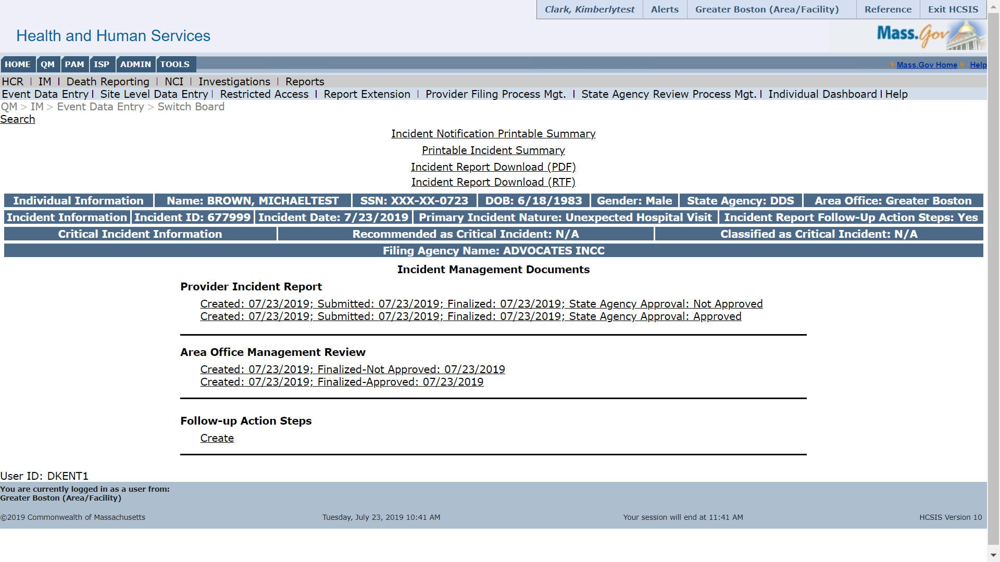 Clark, Kimberlytest Alerts Greater Boston (Area/Facility) Reference Exit HCSIS
Health and Human Services
Mass.Gov
HOME QM PAM ISP ADMIN TOOLS
Mass.Gov Home Help
HCR | IM | Death Reporting | NCI | Investigations | Reports
Event Data Entry | Site Level Data Entry | Restricted Access | Report Extension | Provider Filing Process Mgt. | State Agency Review Process Mgt. | Individual Dashboard | Help
QM > IM > Event Data Entry > Switch Board
Search
Incident Notification Printable Summary
Printable Incident Summary
Incident Report Download (PDF)
Incident Report Download (RTF)
Individual Information Name: BROWN, MICHAELTEST SSN: XXX-XX-0723 DOB: 6/18/1983 Gender: Male State Agency: DDS Area Office: Greater Boston
Incident Information Incident ID: 677999 Incident Date: 7/23/2019 Primary Incident Nature: Unexpected Hospital Visit Incident Report Follow-Up Action Steps: Yes
Critical Incident Information Recommended as Critical Incident: N/A Classified as Critical Incident: N/A
Filing Agency Name: ADVOCATES INCC
Incident Management Documents
Provider Incident Report
Created: 07/23/2019; Submitted: 07/23/2019; Finalized: 07/23/2019; State Agency Approval: Not Approved
Created: 07/23/2019; Submitted: 07/23/2019; Finalized: 07/23/2019; State Agency Approval: Approved
Area Office Management Review
Created: 07/23/2019; Finalized-Not Approved: 07/23/2019
Created: 07/23/2019; Finalized-Approved: 07/23/2019
Follow-up Action Steps
Create
User ID: DKENT1
You are currently logged in as a user from:
Greater Boston (Area/Facility)
©2019 Commonwealth of Massachusetts Tuesday, July 23, 2019 10:41 AM Your session will end at 11:41 AM HCSIS Version 10